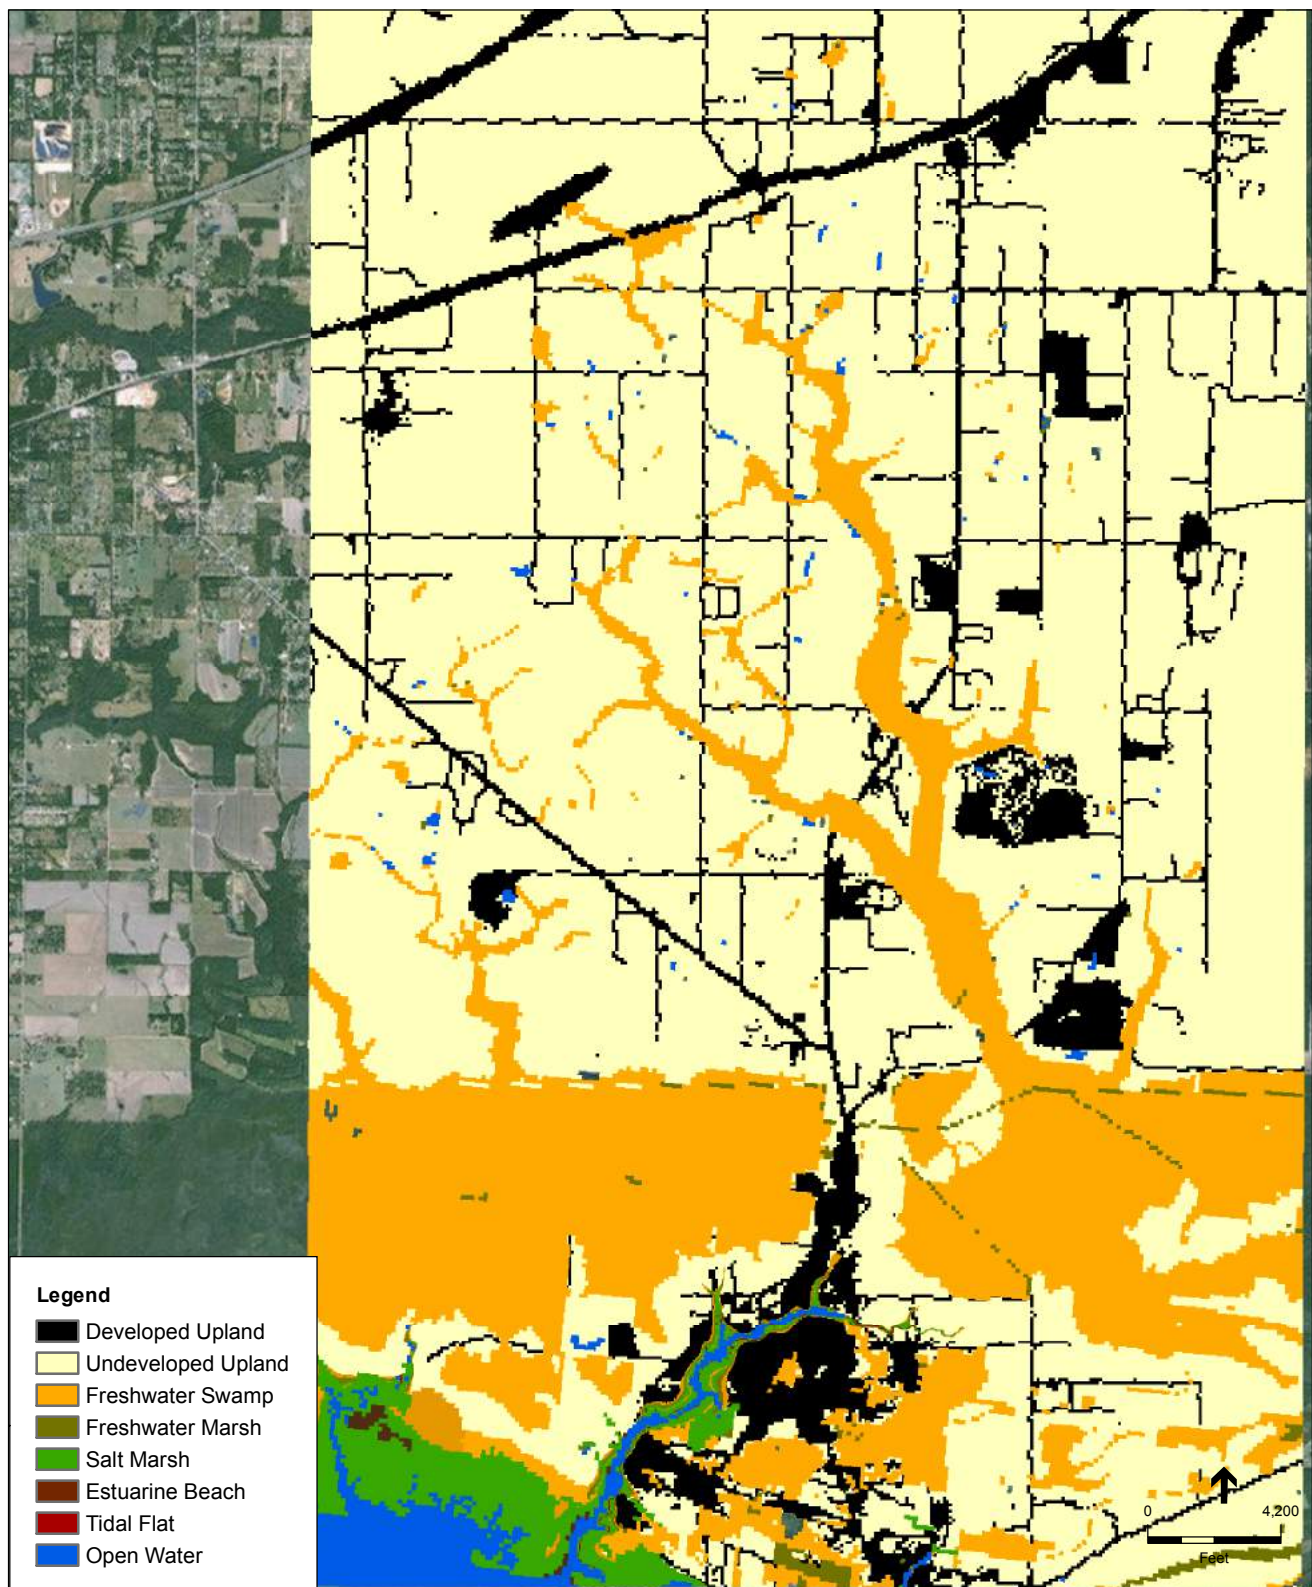 Legend
Developed Upland
Undeveloped Upland
Freshwater Swamp
Freshwater Marsh
Salt Marsh
Estuarine Beach
Tidal Flat
Open Water
0 4,200
Feet